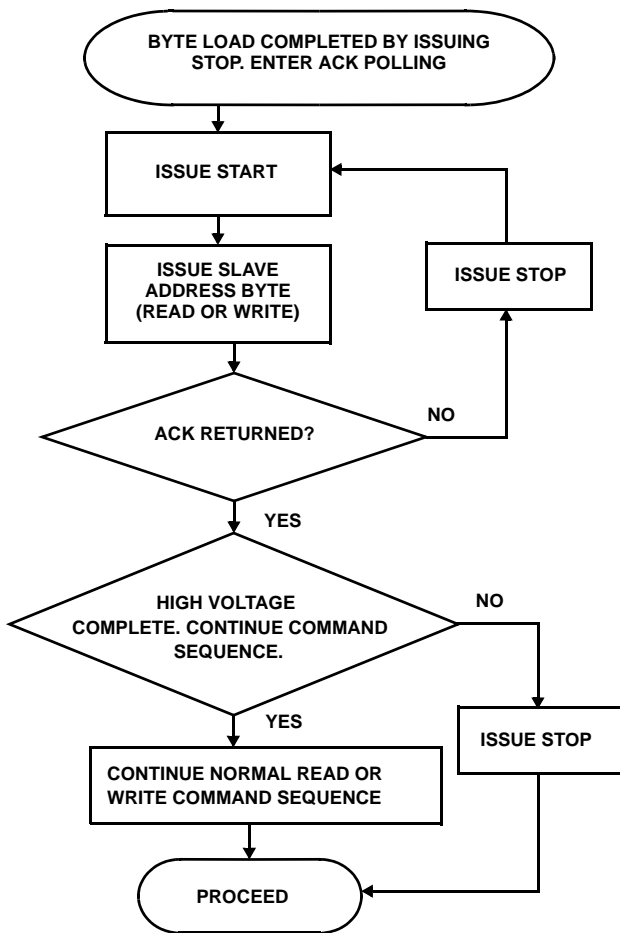 BYTE LOAD COMPLETED BY ISSUING
STOP. ENTER ACK POLLING
ISSUE START
ISSUE SLAVE
ADDRESS BYTE
(READ OR WRITE)
ISSUE STOP
ACK RETURNED?
NO
YES
HIGH VOLTAGE
COMPLETE. CONTINUE COMMAND
SEQUENCE.
NO
YES
ISSUE STOP
CONTINUE NORMAL READ OR
WRITE COMMAND SEQUENCE
PROCEED